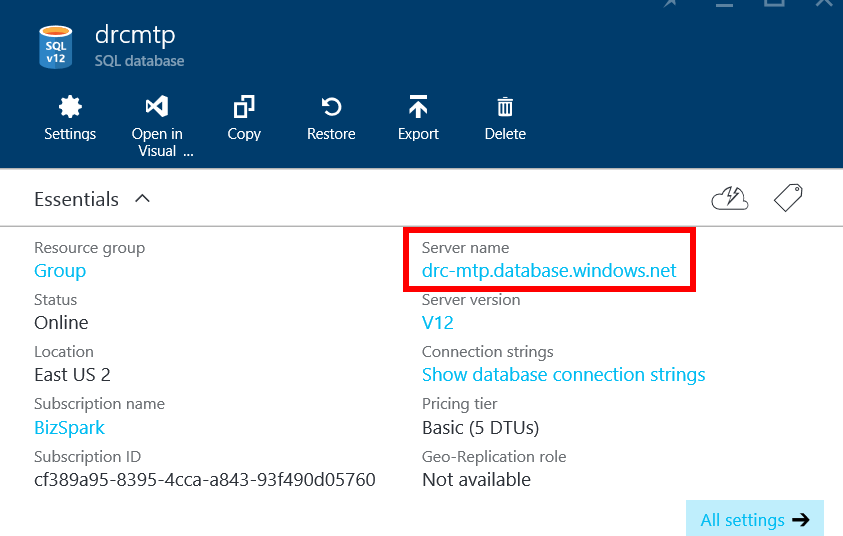 drcmtp
SQL database
SQL
v12
Settings
Open in
Visual ...
Copy
Restore
Export
Delete
Essentials
Resource group
Group
Server name
drc-mtp.database.windows.net
Status
Online
Server version
V12
Location
East US 2
Connection strings
Show database connection strings
Subscription name
BizSpark
Pricing tier
Basic (5 DTUs)
Subscription ID
cf389a95-8395-4cca-a843-93f490d05760
Geo-Replication role
Not available
All settings